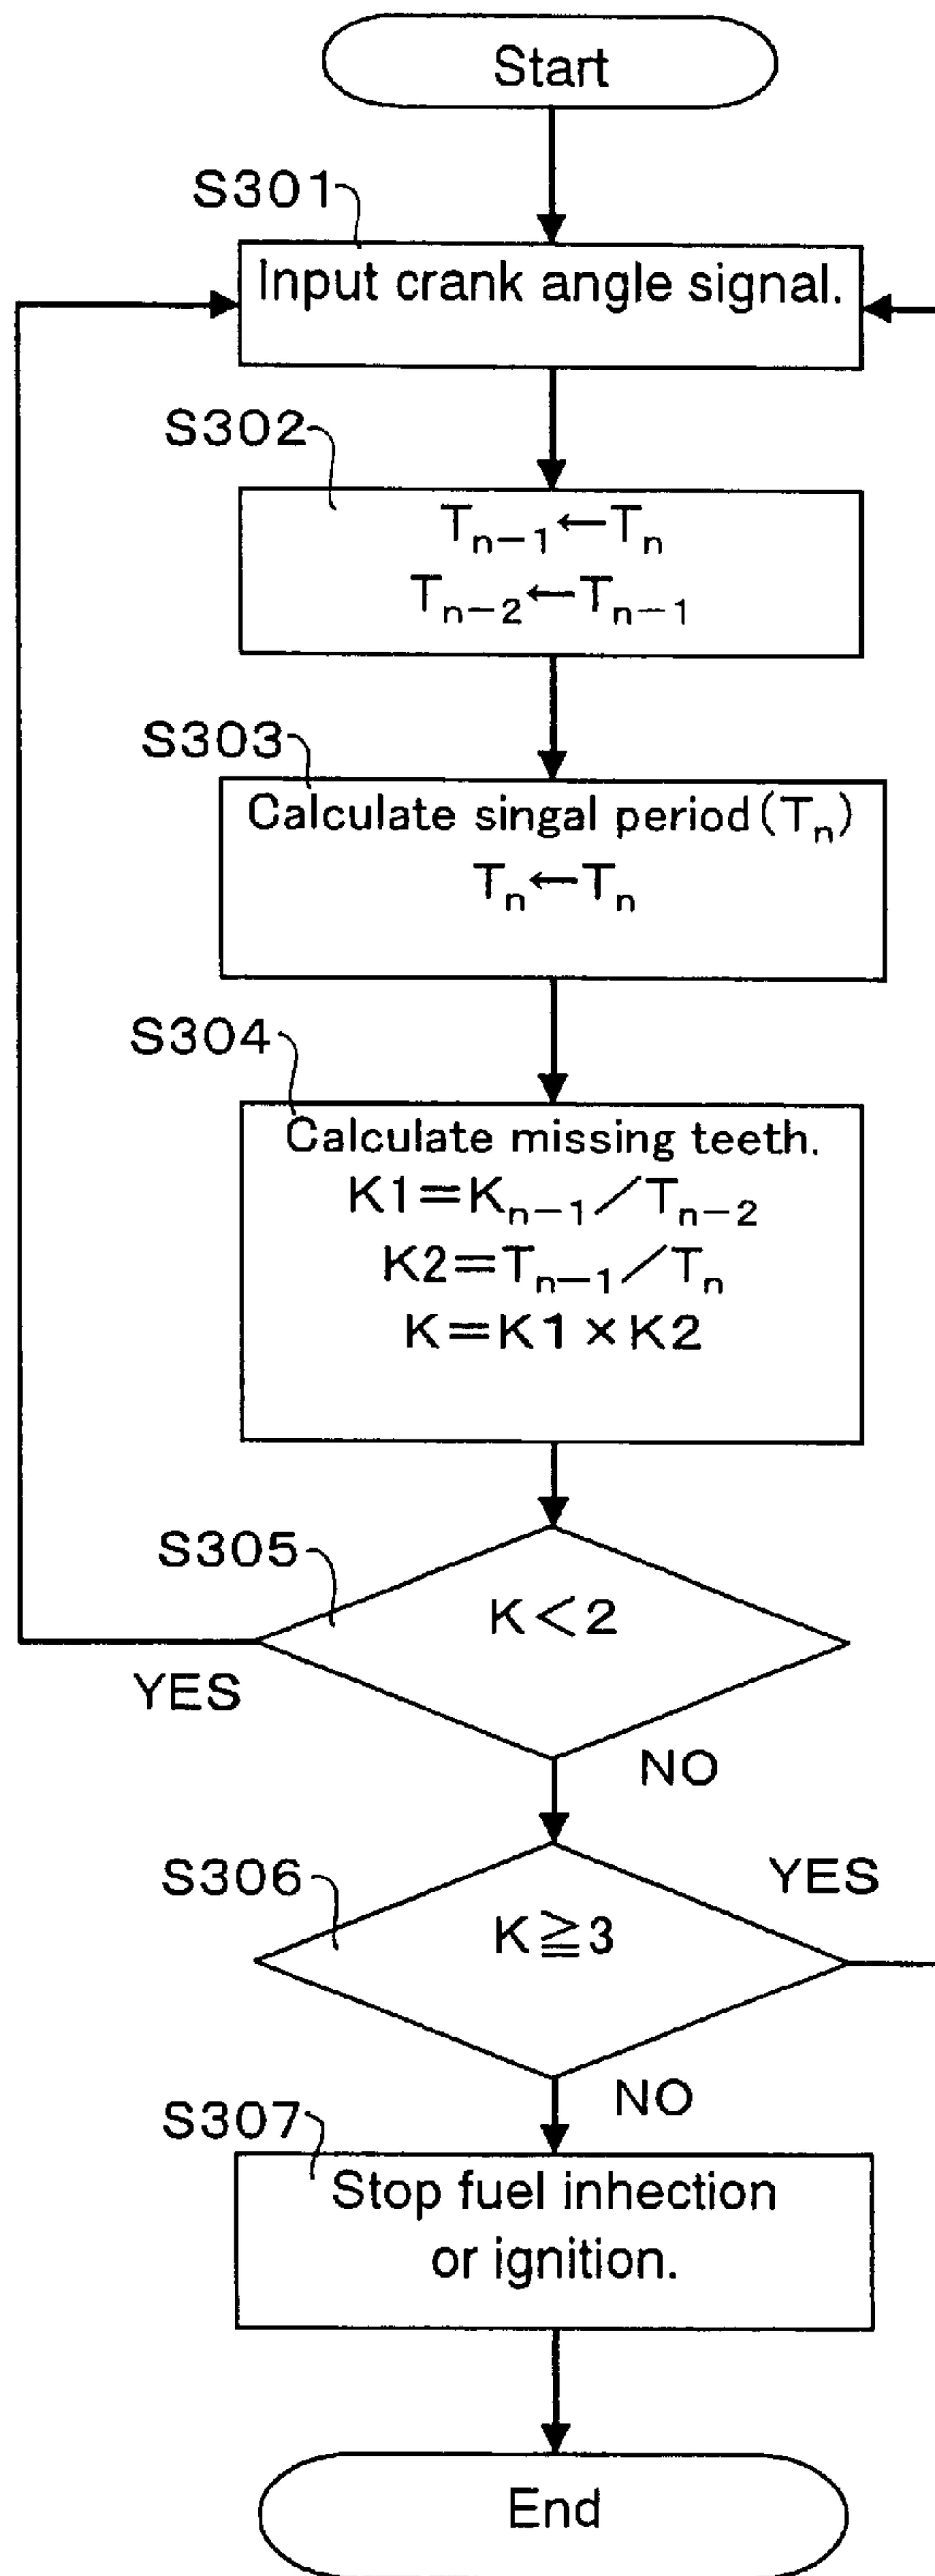 Start
S301
Input crank angle signal.
S302
Tn−1←Tn
Tn−2←Tn−1
S303
Calculate singal period(Tn)
Tn←Tn
S304
Calculate missing teeth.
K1=Kn−1/Tn−2
K2=Tn−1/Tn
K=K1×K2
S305
K<2
YES
NO
S306
YES
K≧3
NO
S307
Stop fuel inhection
or ignition.
End